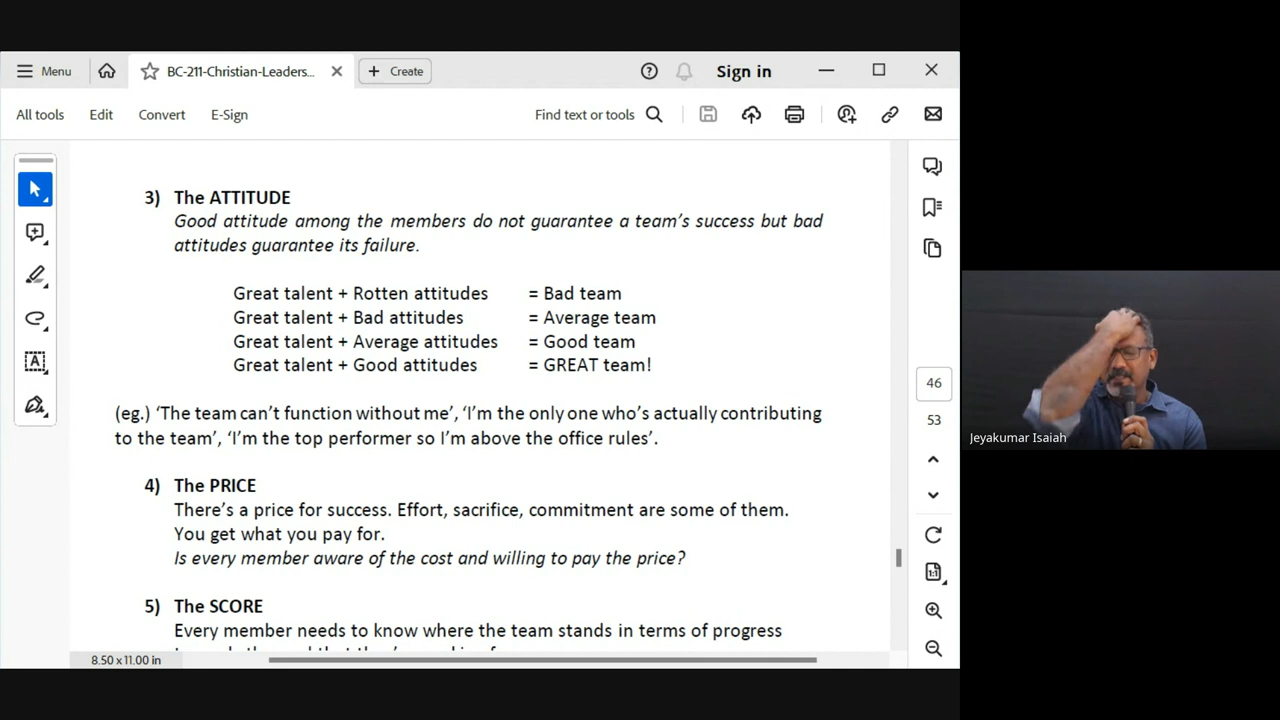 Menu
BC-211-Christian-Leaders...
Create
Sign in
All tools
Edit
Convert
E-Sign
Find text or tools
3) The ATTITUDE
Good attitude among the members do not guarantee a team's success but bad
attitudes guarantee its failure.
Great talent + Rotten attitudes = Bad team
Great talent + Bad attitudes = Average team
Great talent + Average attitudes = Good team
Great talent + Good attitudes = GREAT team!
(eg.) ‘The team can’t function without me’, ‘I’m the only one who’s actually contributing
to the team’, ‘I’m the top performer so I’m above the office rules’.
4) The PRICE
There’s a price for success. Effort, sacrifice, commitment are some of them.
You get what you pay for.
Is every member aware of the cost and willing to pay the price?
5) The SCORE
Every member needs to know where the team stands in terms of progress
8.50 x 11.00 in
46
53
1:1
Jeyakumar Isaiah